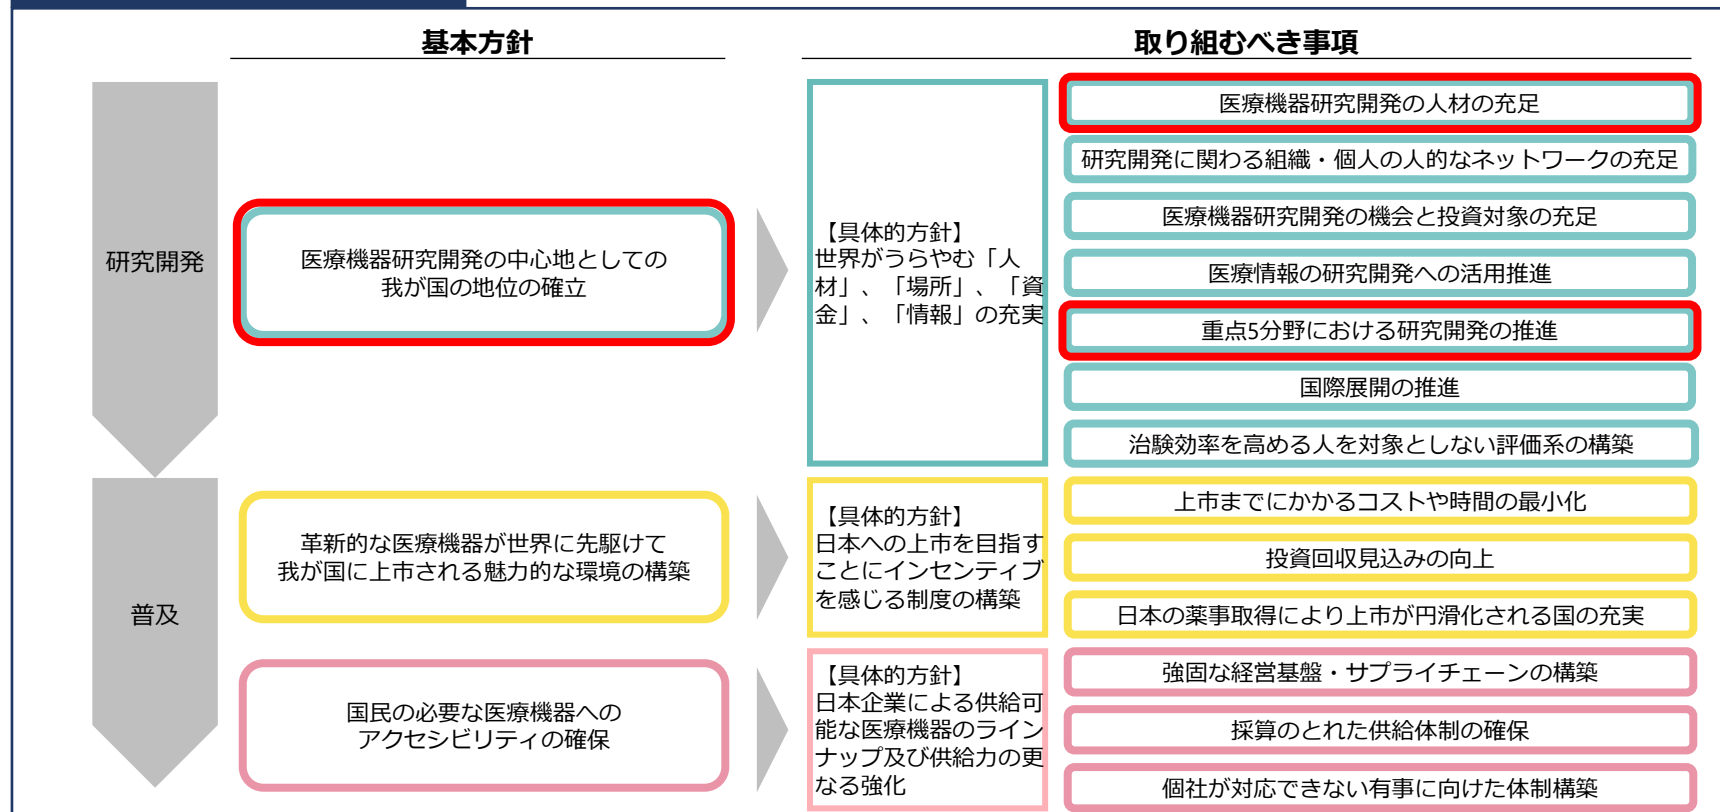 基本方針
取り組むべき事項
研究開発
医療機器研究開発の中心地としての
我が国の地位の確立
【具体的方針】
世界がうらやむ「人
材」、「場所」、「資
金」、「情報」の充実
医療機器研究開発の人材の充足
研究開発に関わる組織・個人の人的なネットワークの充足
医療機器研究開発の機会と投資対象の充足
医療情報の研究開発への活用推進
重点5分野における研究開発の推進
国際展開の推進
治験効率を高める人を対象としない評価系の構築
普及
革新的な医療機器が世界に先駆けて
我が国に上市される魅力的な環境の構築
【具体的方針】
日本への上市を目指す
ことにインセンティブ
を感じる制度の構築
上市までにかかるコストや時間の最小化
投資回収見込みの向上
日本の薬事取得により上市が円滑化される国の充実
国民の必要な医療機器への
アクセシビリティの確保
【具体的方針】
日本企業による供給可
能な医療機器のライン
ナップ及び供給力の更
なる強化
強固な経営基盤・サプライチェーンの構築
採算のとれた供給体制の確保
個社が対応できない有事に向けた体制構築